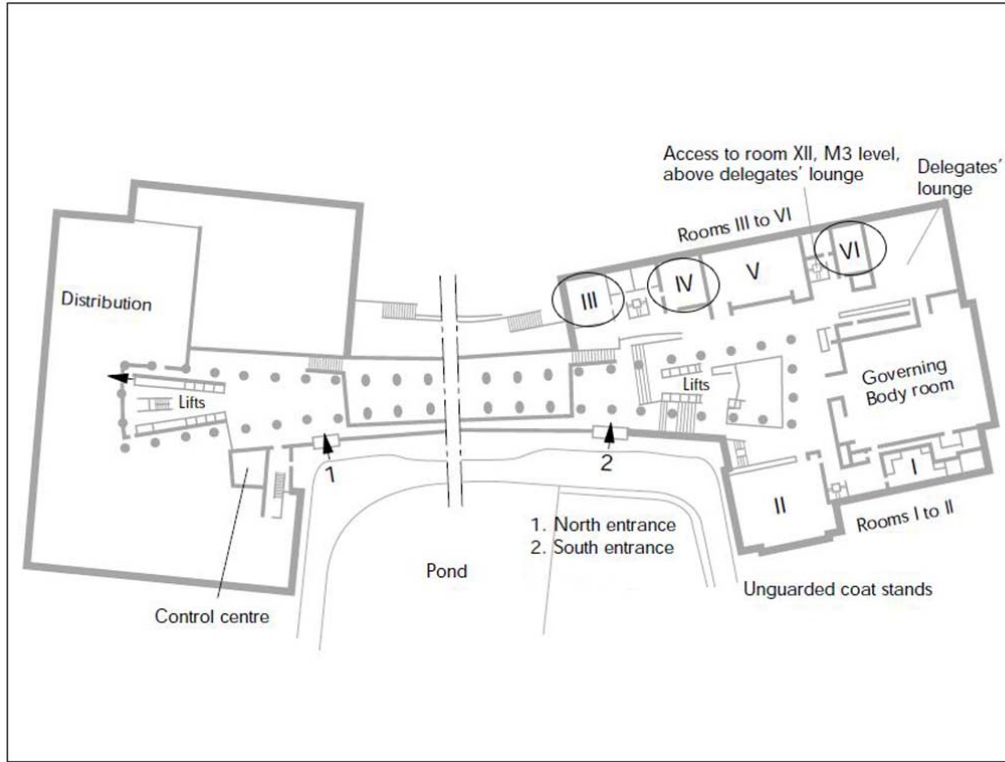 Access to room XII, M3 level,
above delegates' lounge
Delegates'
lounge
Rooms III to VI
VI
V
IV
III
Distribution
Governing
Body room
Lifts
Lifts
I
II
1
2
Rooms I to II
1. North entrance
2. South entrance
Pond
Unguarded coat stands
Control centre